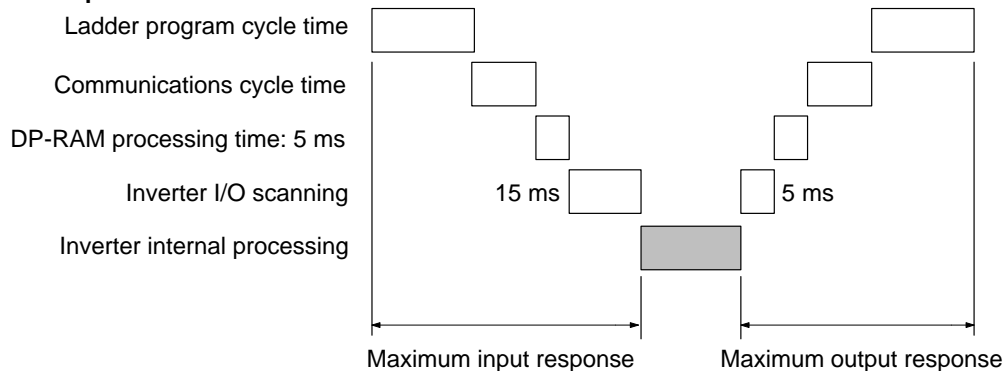 Ladder program cycle time
Communications cycle time
DP-RAM processing time: 5 ms
Inverter I/O scanning
15 ms
5 ms
Inverter internal processing
Maximum input response
Maximum output response